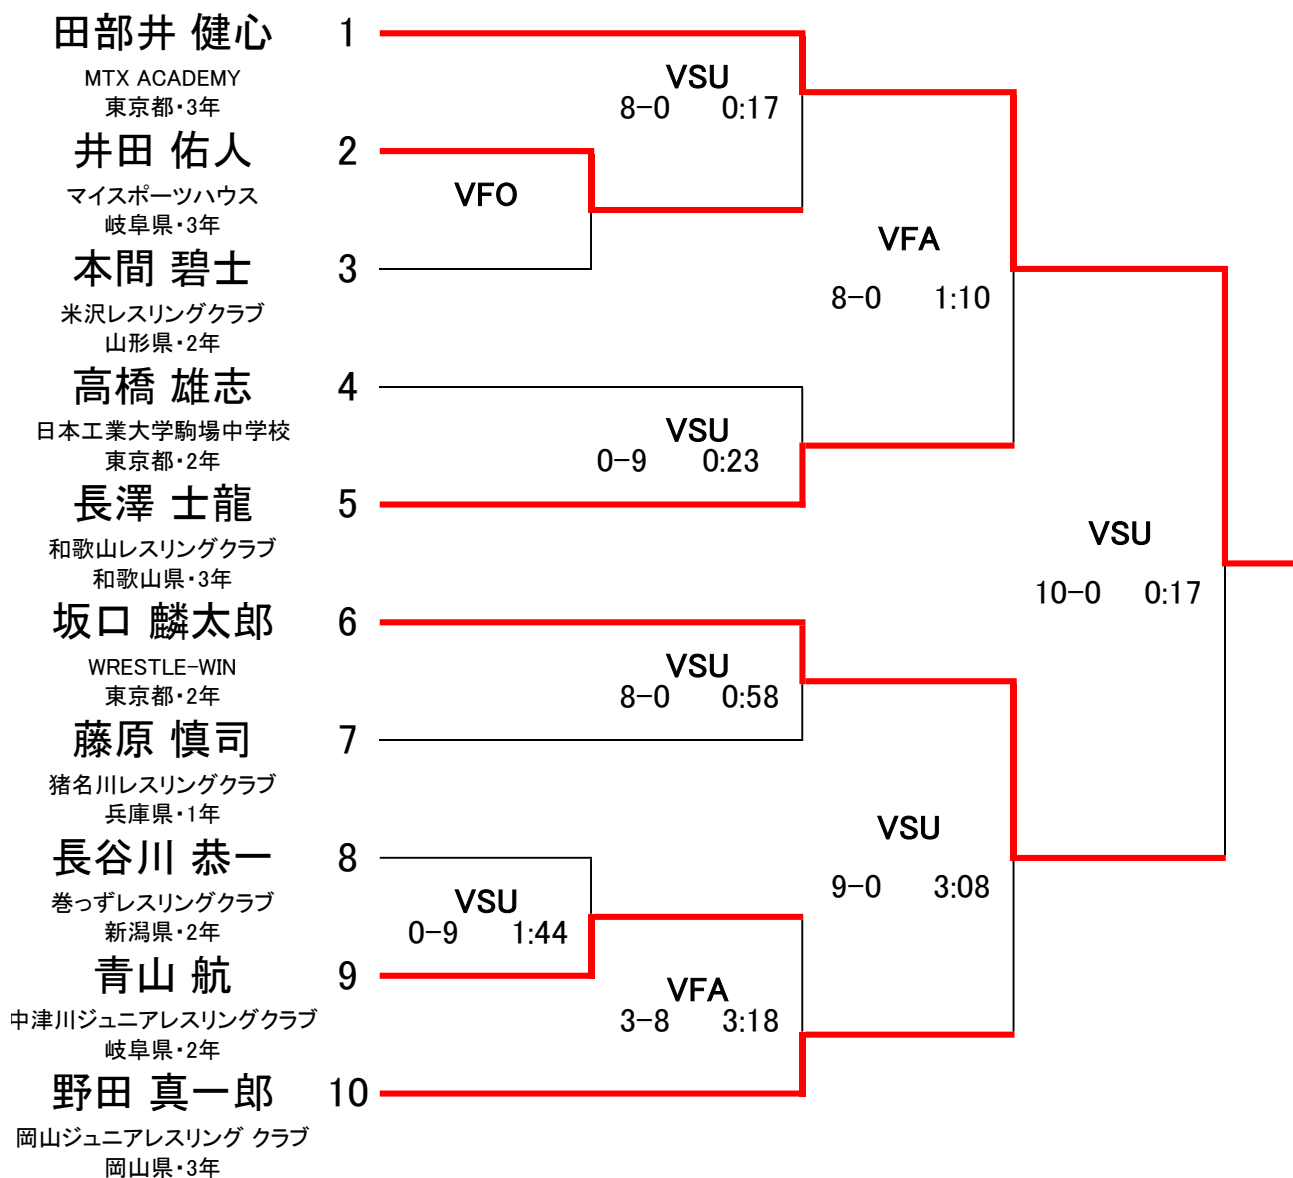 田部井 健心 1
MTX ACADEMY
東京都・3年
VSU
8-0 0:17
井田 佑人 2
マイスポーツハウス
岐阜県・3年
VFO
本間 碧士 3
米沢レスリングクラブ
山形県・2年
VFA
8-0 1:10
高橋 雄志 4
日本工業大学駒場中学校
東京都・2年
VSU
0-9 0:23
長澤 士龍 5
和歌山レスリングクラブ
和歌山県・3年
VSU
10-0 0:17
坂口 麟太郎 6
WRESTLE-WIN
東京都・2年
VSU
8-0 0:58
藤原 慎司 7
猪名川レスリングクラブ
兵庫県・1年
VSU
9-0 3:08
長谷川 恭一 8
巻っずレスリングクラブ
新潟県・2年
VSU
0-9 1:44
青山 航 9
中津川ジュニアレスリングクラブ
岐阜県・2年
VFA
3-8 3:18
野田 真一郎 10
岡山ジュニアレスリング クラブ
岡山県・3年